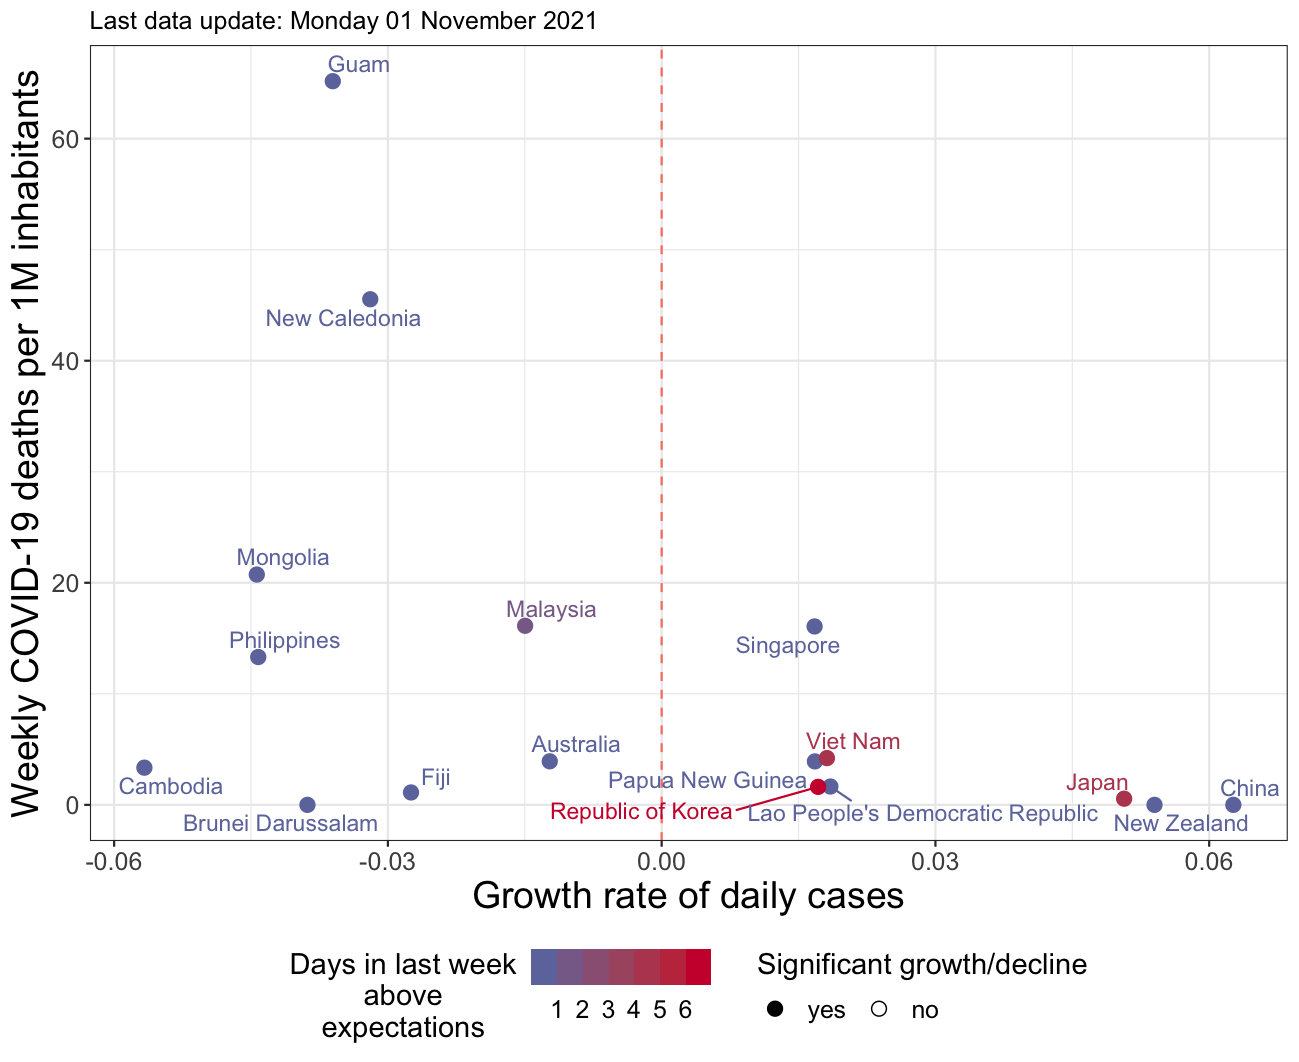 Last data update: Monday 01 November 2021
Weekly COVID-19 deaths per 1M inhabitants
60
40
20
0
Guam
New Caledonia
Mongolia
Malaysia
Philippines
Singapore
Australia
Viet Nam
Fiji
Papua New Guinea
Cambodia
Japan
China
Republic of Korea
Lao People's Democratic Republic
Brunei Darussalam
New Zealand
-0.06 -0.03 0.00 0.03 0.06
Growth rate of daily cases
Days in last week
above
expectations
1 2 3 4 5 6
Significant growth/decline
yes no